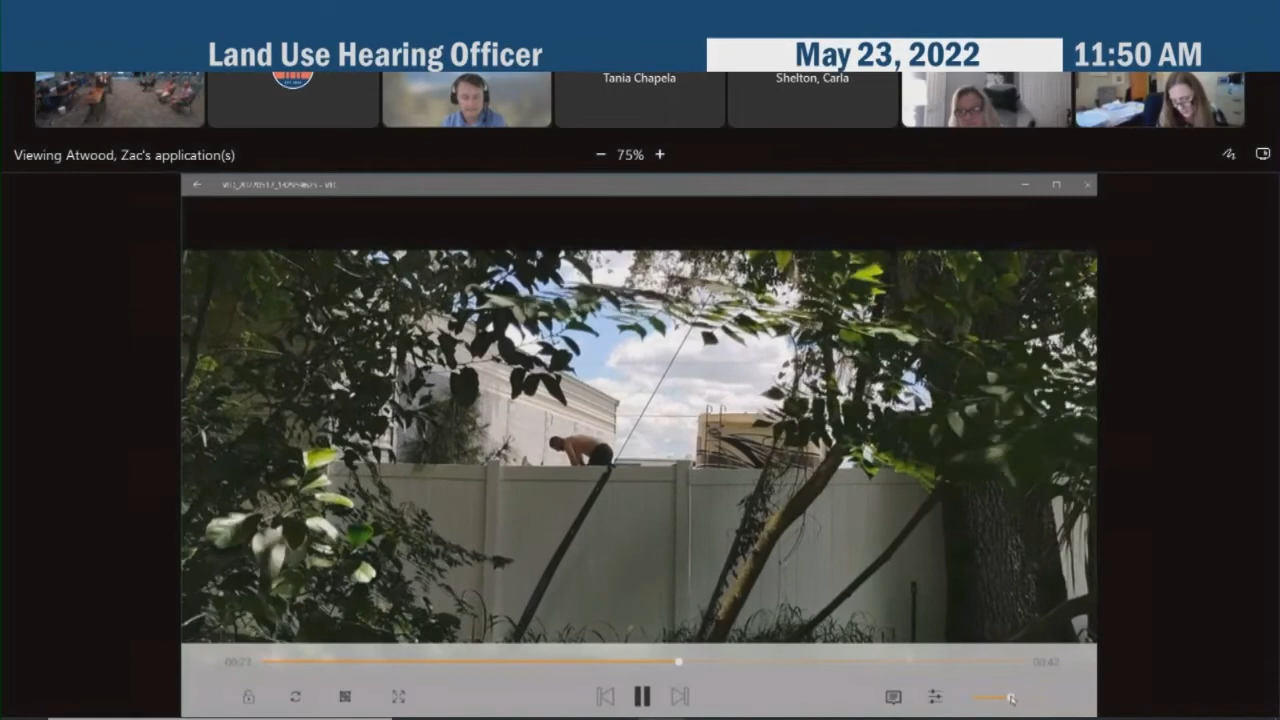 Land Use Hearing Officer
May 23, 2022
11:50 AM
Tania Chapela
Shelton, Carla
Viewing Atwood, Zac's application(s)
75%